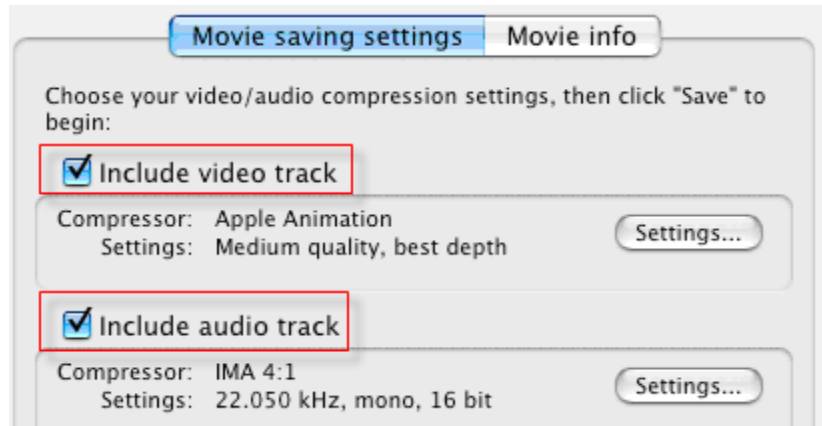 Movie saving settings Movie info
Choose your video/audio compression settings, then click "Save" to
begin:
Include video track
Compressor: Apple Animation
Settings: Medium quality, best depth
Settings...
Include audio track
Compressor: IMA 4:1
Settings: 22.050 kHz, mono, 16 bit
Settings...